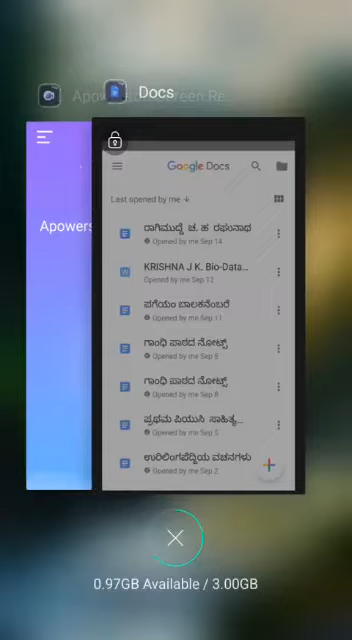 Docs
Apowers
Google Docs
Last opened by me
ರಾಗಿಮುದ್ದೆ ಚ. ಹ. ರಘುನಾಥ
Opened by me Sep 14
KRISHNA J K. Bio-Data...
Opened by me Sep 12
ಪಗೆಯಂ ಬಾಲಕನೆಂಬರೆ
Opened by me Sep 11
ಗಾಂಧಿ ಪಾಠದ ನೋಟ್ಸ್
Opened by me Sep 8
ಗಾಂಧಿ ಪಾಠದ ನೋಟ್ಸ್
Opened by me Sep 8
ಪ್ರಥಮ ಪಿಯುಸಿ ಸಾಹಿತ್ಯ...
Opened by me Sep 5
ಉರಿಲಿಂಗಪೆದ್ದಿಯ ವಚನಗಳು
Opened by me Sep 2
0.97GB Available / 3.00GB